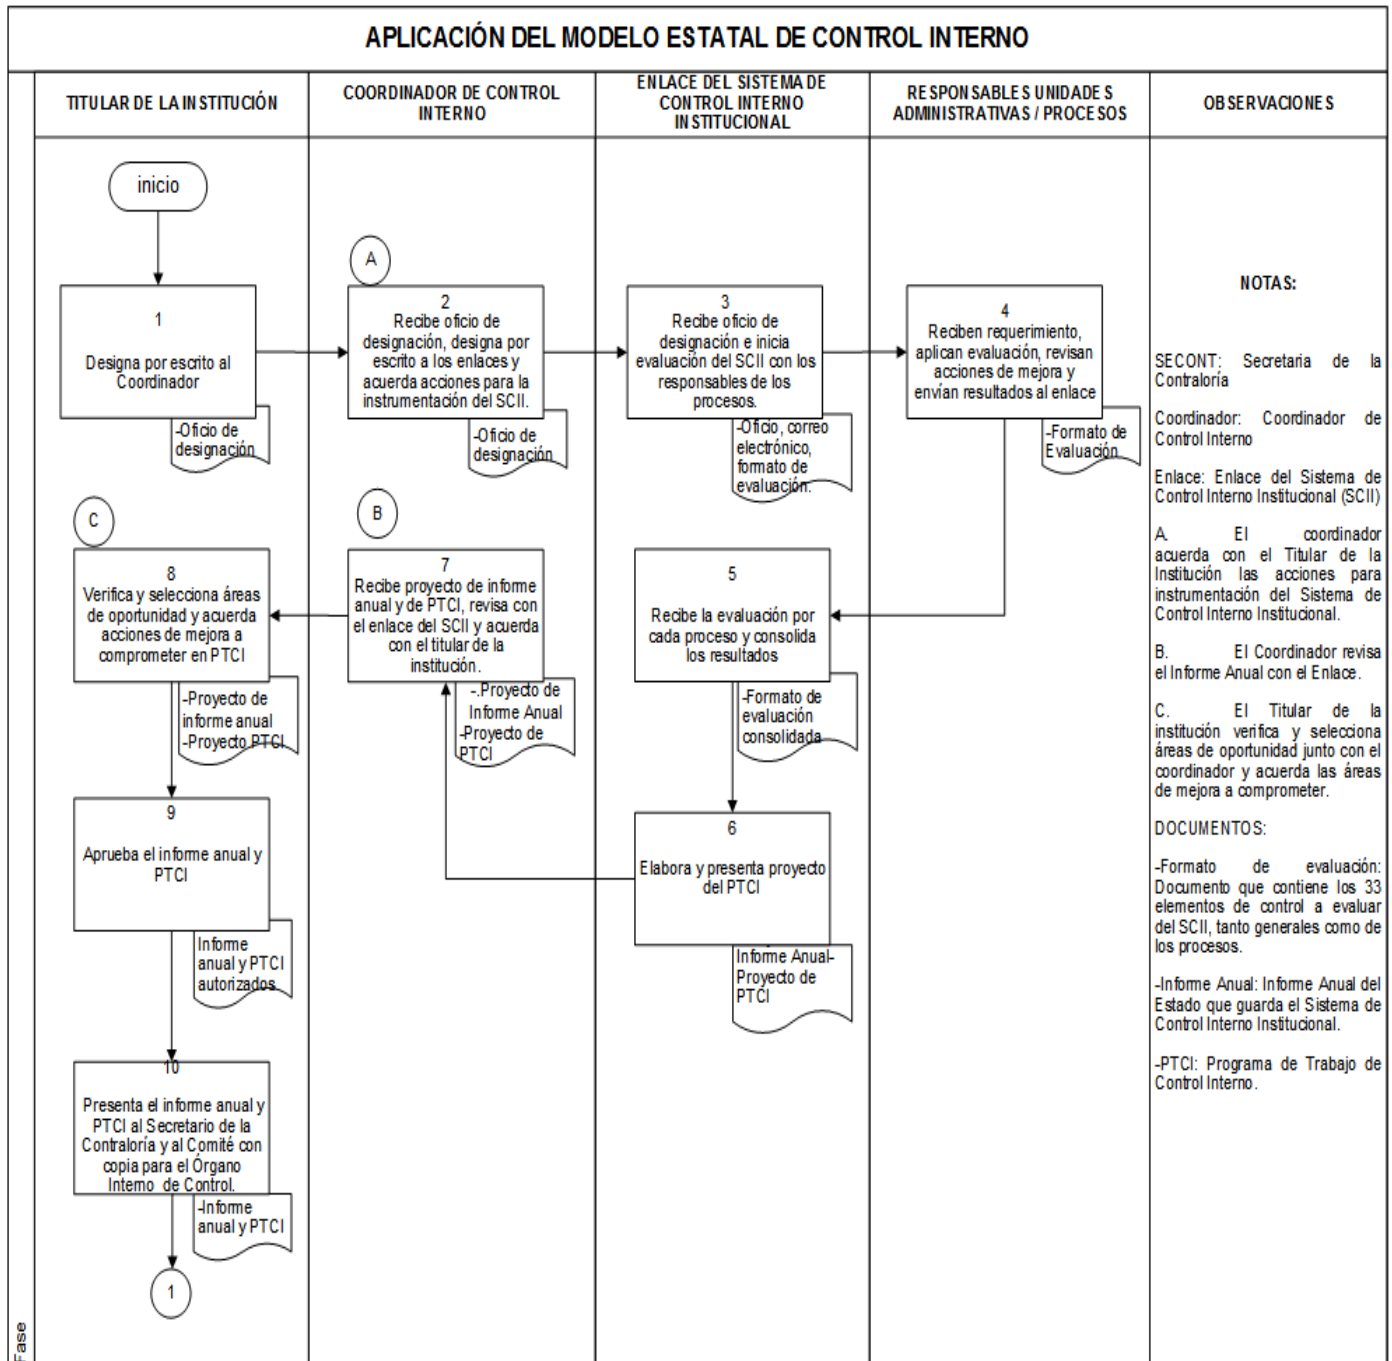 APLICACIÓN DEL MODELO ESTATAL DE CONTROL INTERNO
TITULAR DE LA INSTITUCIÓN
COORDINADOR DE CONTROL
INTERNO
ENLACE DEL SISTEMA DE
CONTROL INTERNO
INSTITUCIONAL
RESPONSABLES UNIDADES
ADMINISTRATIVAS / PROCESOS
OBSERVACIONES
inicio
1
Designa por escrito al
Coordinador
-Oficio de
designación
A
2
Recibe oficio de
designación, designa por
escrito a los enlaces y
acuerda acciones para la
instrumentación del SCII.
-Oficio de
designación
3
Recibe oficio de
designación e inicia
evaluación del SCII con los
responsables de los
procesos.
-Oficio, correo
electrónico,
formato de
evaluación.
4
Reciben requerimiento,
aplican evaluación, revisan
acciones de mejora y
envían resultados al enlace
-Formato de
Evaluación
5
Recibe la evaluación por
cada proceso y consolida
los resultados
-Formato de
evaluación
consolidada
6
Elabora y presenta proyecto
del PTCI
Informe Anual-
Proyecto de
PTCI
B
7
Recibe proyecto de informe
anual y de PTCI, revisa con
el enlace del SCII y acuerda
con el titular de la
institución.
-.Proyecto de
Informe Anual
-Proyecto de
PTCI
C
8
Verifica y selecciona áreas
de oportunidad y acuerda
acciones de mejora a
comprometer en PTCI
-Proyecto de
informe anual
-Proyecto PTCI
9
Aprueba el informe anual y
PTCI
Informe
anual y PTCI
autorizados
10
Presenta el informe anual y
PTCI al Secretario de la
Contraloría y al Comité con
copia para el Órgano
Interno de Control.
-Informe
anual y PTCI
1
Fase
NOTAS:
SECONT: Secretaria de la
Contraloría
Coordinador: Coordinador de
Control Interno
Enlace: Enlace del Sistema de
Control Interno Institucional (SCII)
A. El coordinador
acuerda con el Titular de la
Institución las acciones para
instrumentación del Sistema de
Control Interno Institucional.
B. El Coordinador revisa
el Informe Anual con el Enlace.
C. El Titular de la
institución verifica y selecciona
áreas de oportunidad junto con el
coordinador y acuerda las áreas
de mejora a comprometer.
DOCUMENTOS:
-Formato de evaluación:
Documento que contiene los 33
elementos de control a evaluar
del SCII, tanto generales como de
los procesos.
-Informe Anual: Informe Anual del
Estado que guarda el Sistema de
Control Interno Institucional.
-PTCI: Programa de Trabajo de
Control Interno.